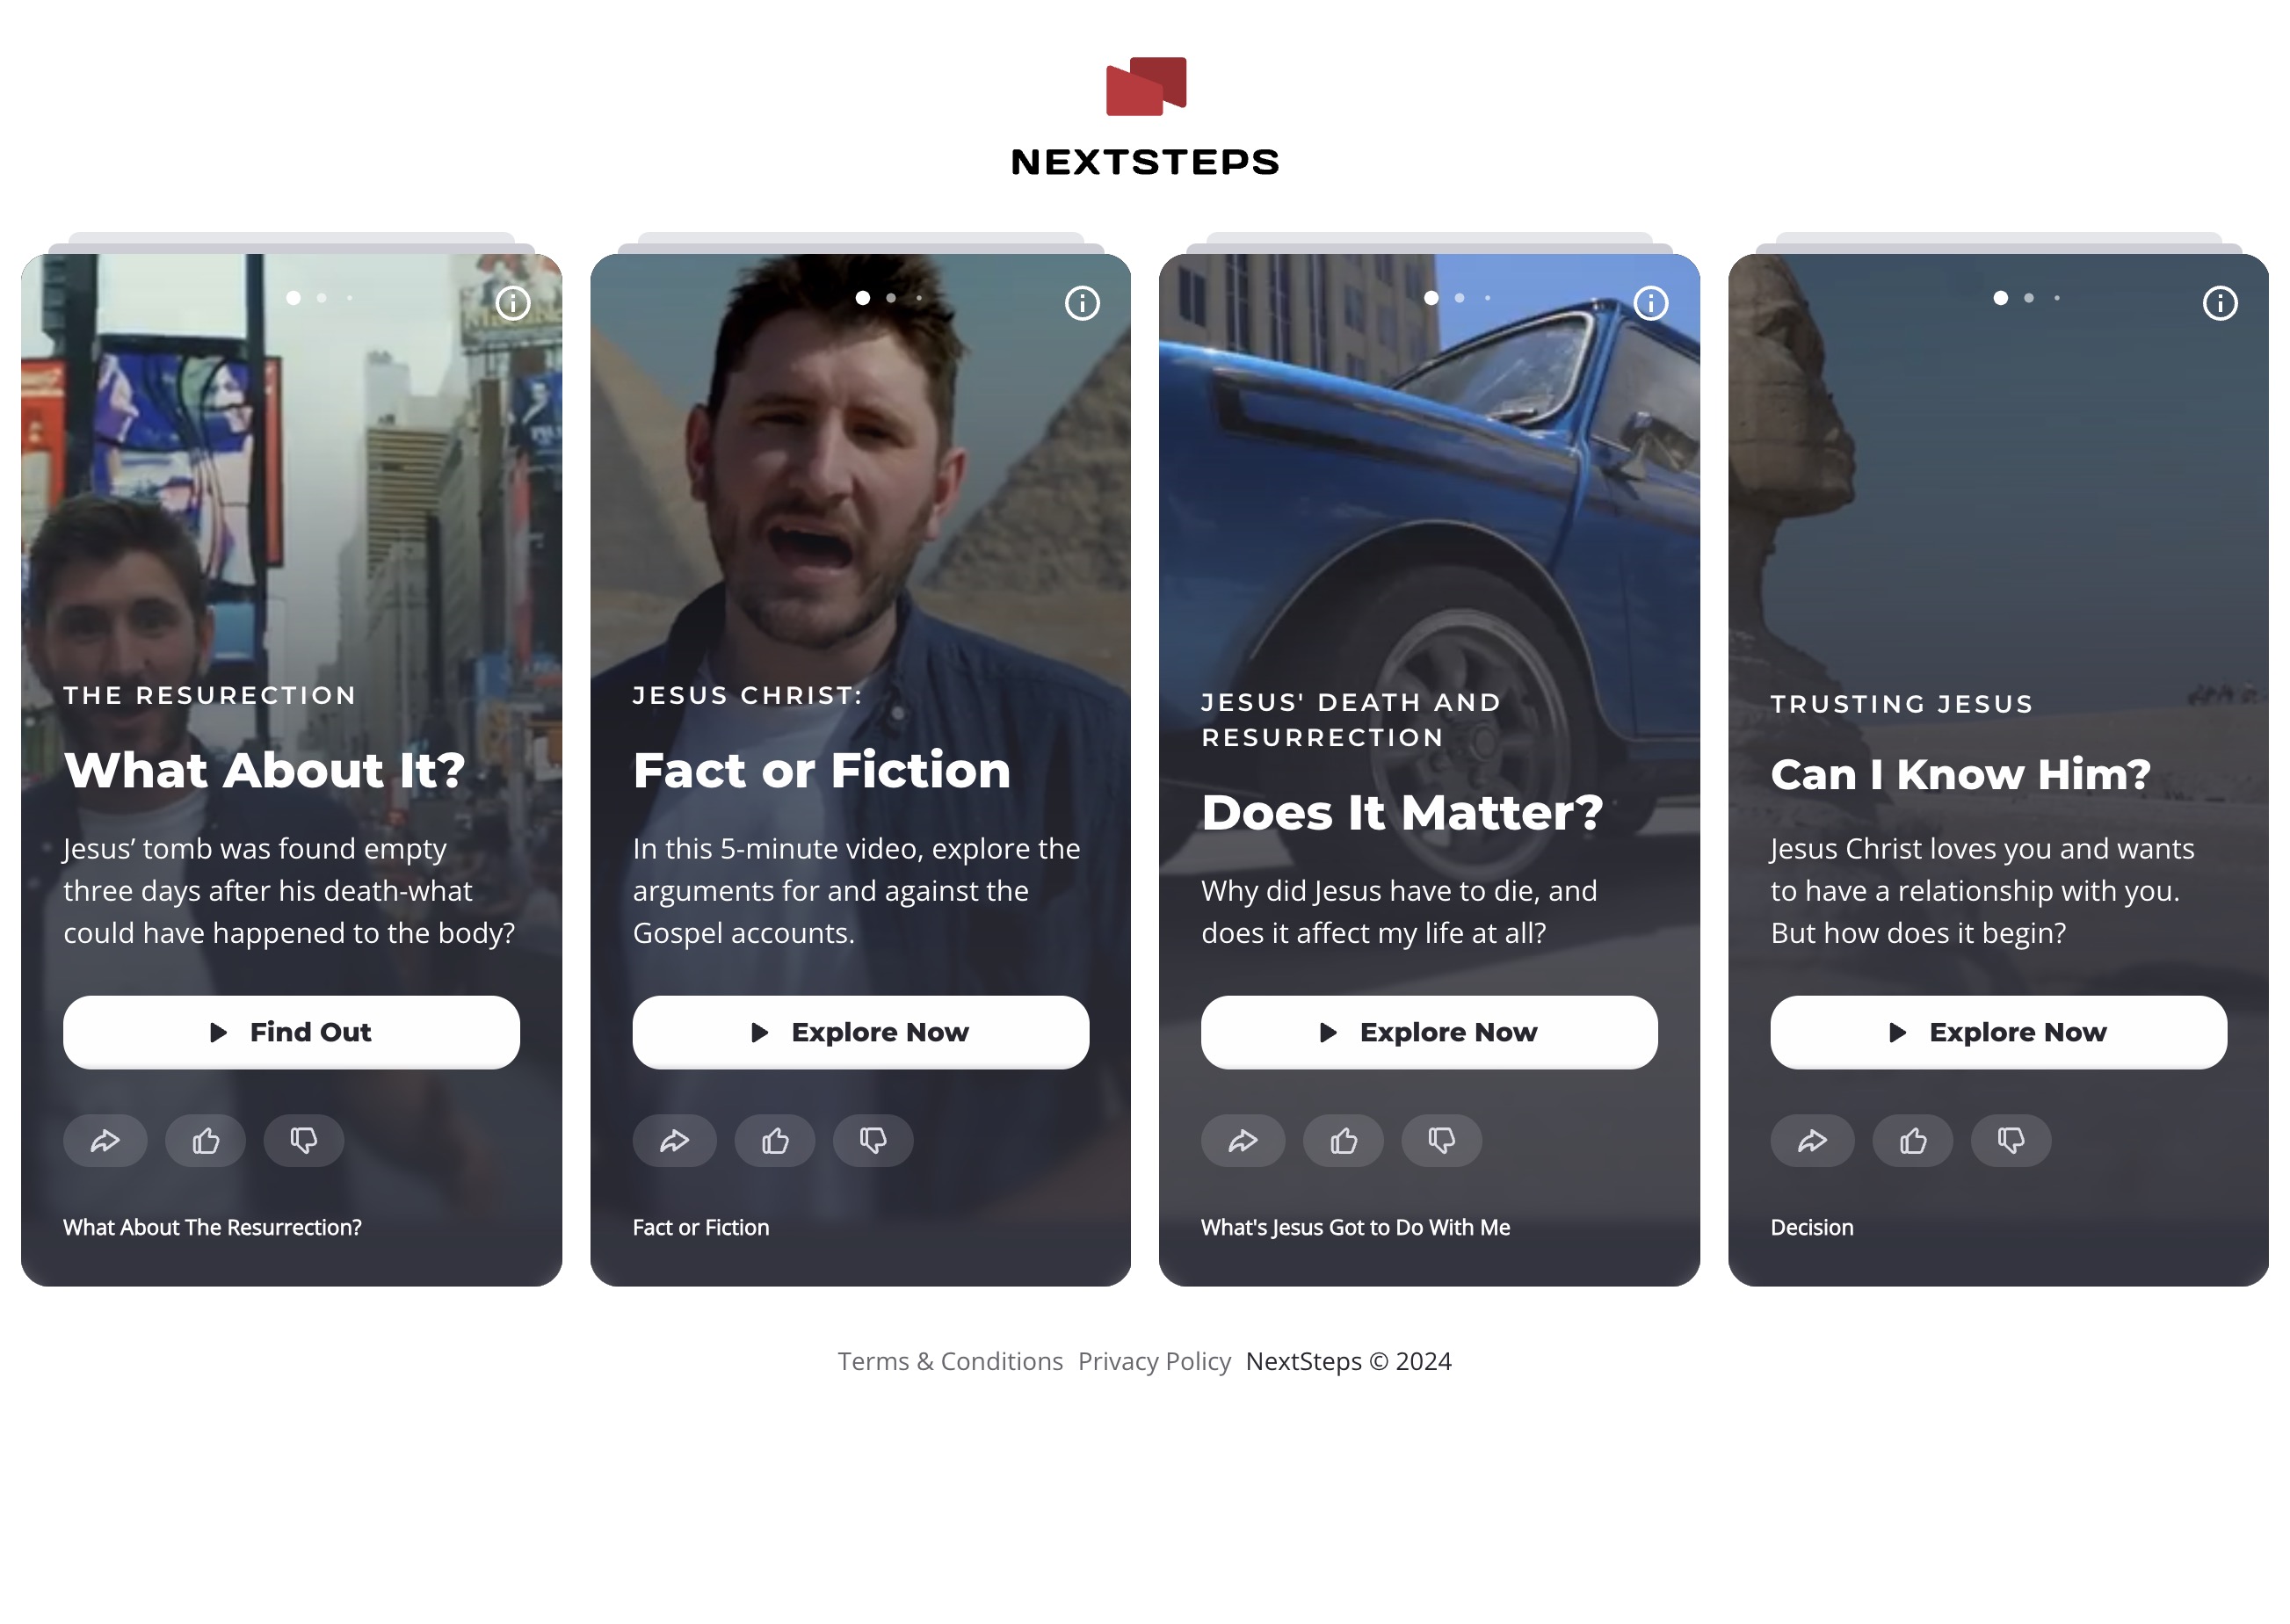 NEXTSTEPS
THE RESURECTION
What About It?
Jesus’ tomb was found empty
three days after his death-what
could have happened to the body?
Find Out
What About The Resurrection?
JESUS CHRIST:
Fact or Fiction
In this 5-minute video, explore the
arguments for and against the
Gospel accounts.
Explore Now
Fact or Fiction
JESUS' DEATH AND
RESURRECTION
Does It Matter?
Why did Jesus have to die, and
does it affect my life at all?
Explore Now
What's Jesus Got to Do With Me
TRUSTING JESUS
Can I Know Him?
Jesus Christ loves you and wants
to have a relationship with you.
But how does it begin?
Explore Now
Decision
Terms & Conditions Privacy Policy NextSteps © 2024